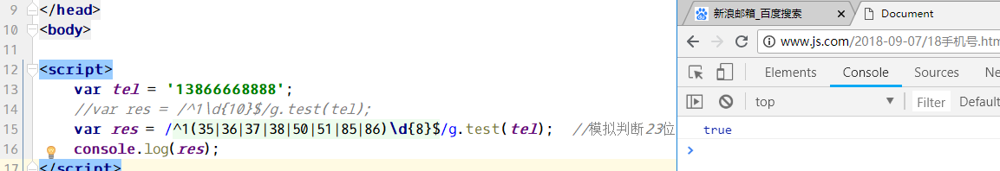 9 </head>
10 <body>
11
12 <script>
13 var tel = '13866668888';
14 //var res = /^1\d{10}$/g.test(tel);
15 var res = /^1(35|36|37|38|50|51|85|86)\d{8}$/g.test(tel); //模拟判断23位
16 console.log(res);
17 </script>
新浪邮箱_百度搜索 Document
www.js.com/2018-09-07/18手机号.htm
Elements Console Sources Ne
top Filter Default
true